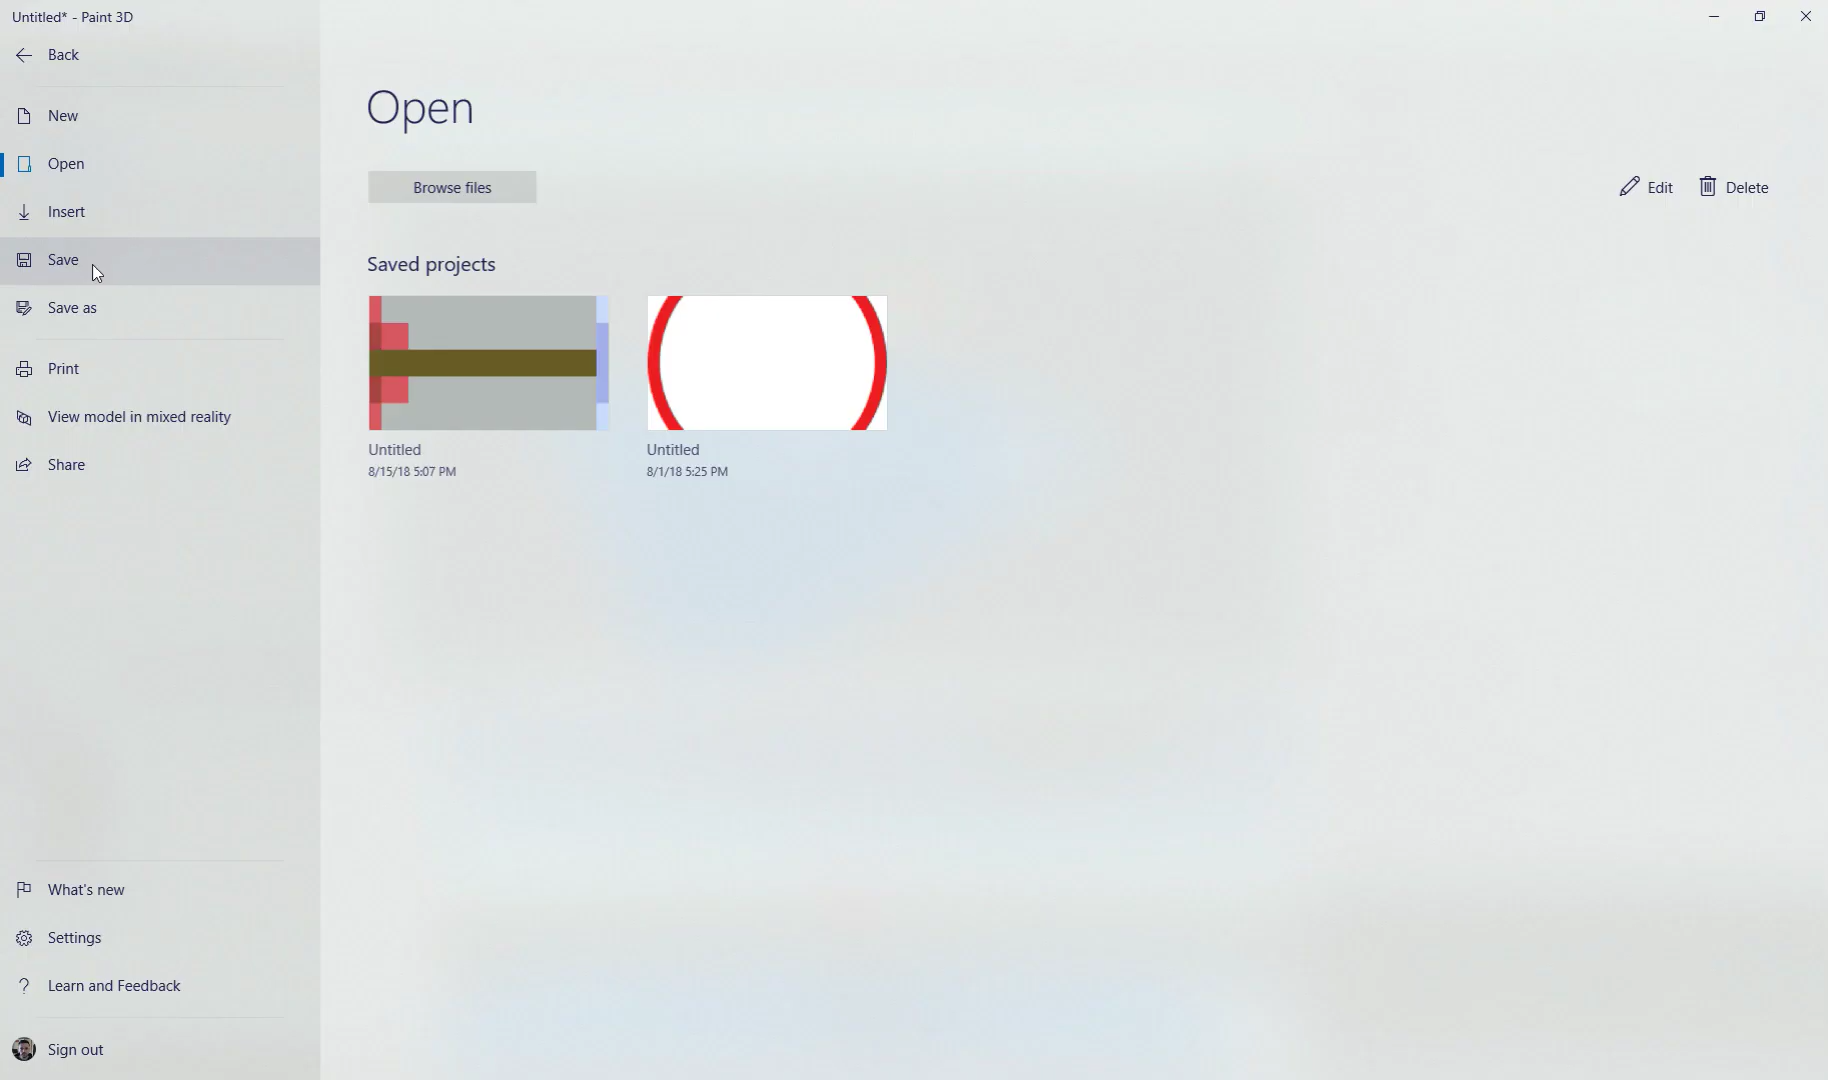 Untitled* - Paint 3D
Back
New
Open
Insert
Save
Save as
Print
View model in mixed reality
Share
What's new
Settings
Learn and Feedback
Sign out
Open
Browse files
Edit
Delete
Saved projects
Untitled
8/15/18 5:07 PM
Untitled
8/1/18 5:25 PM